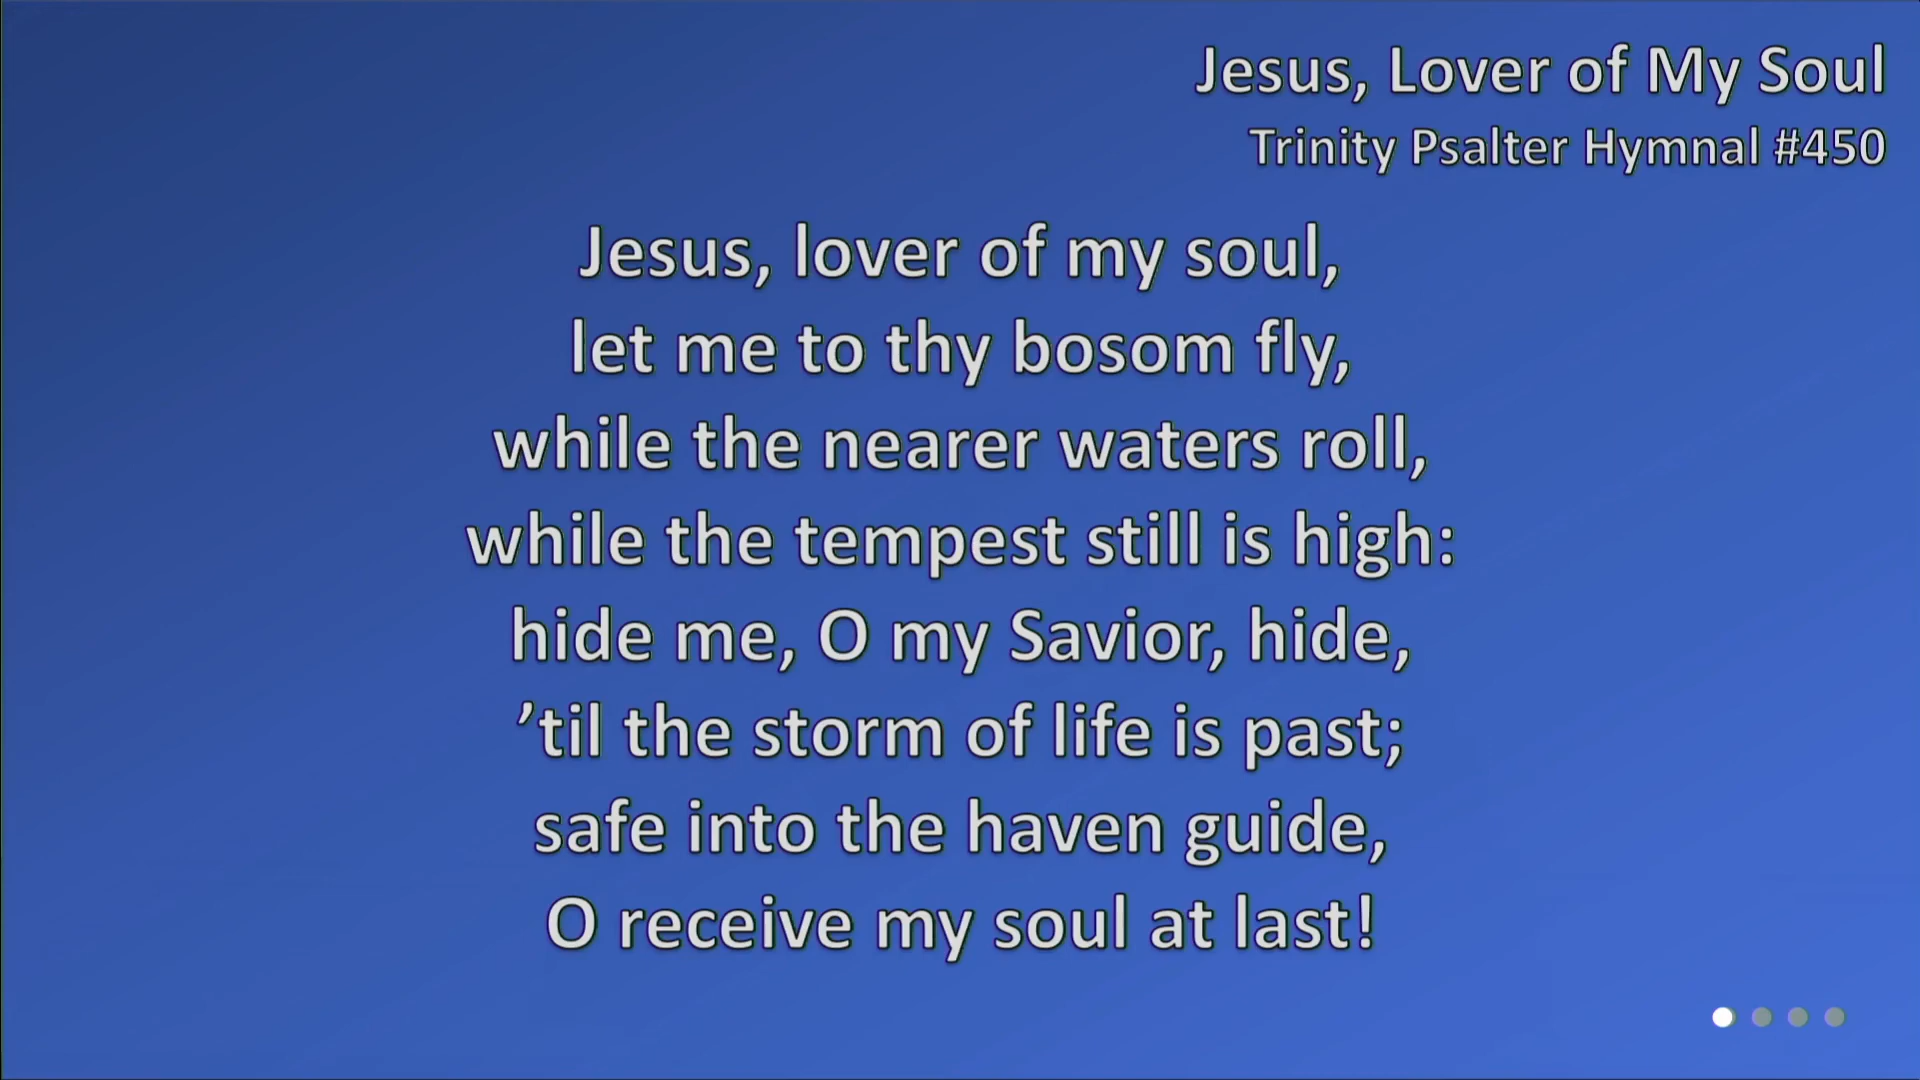 Jesus, Lover of My Soul
Trinity Psalter Hymnal #450
Jesus, lover of my soul,
let me to thy bosom fly,
while the nearer waters roll,
while the tempest still is high:
hide me, O my Savior, hide,
’til the storm of life is past;
safe into the haven guide,
O receive my soul at last!